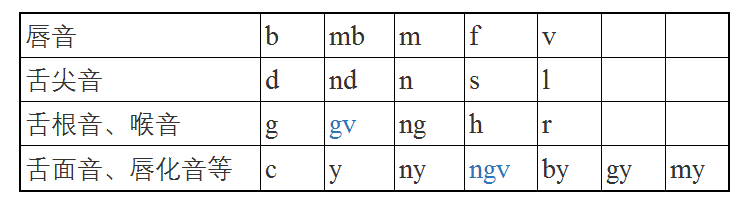 唇音 b mb m f v
舌尖音 d nd n s l
舌根音、喉音 g gv ng h r
舌面音、唇化音等 c y ny ngv by gy my